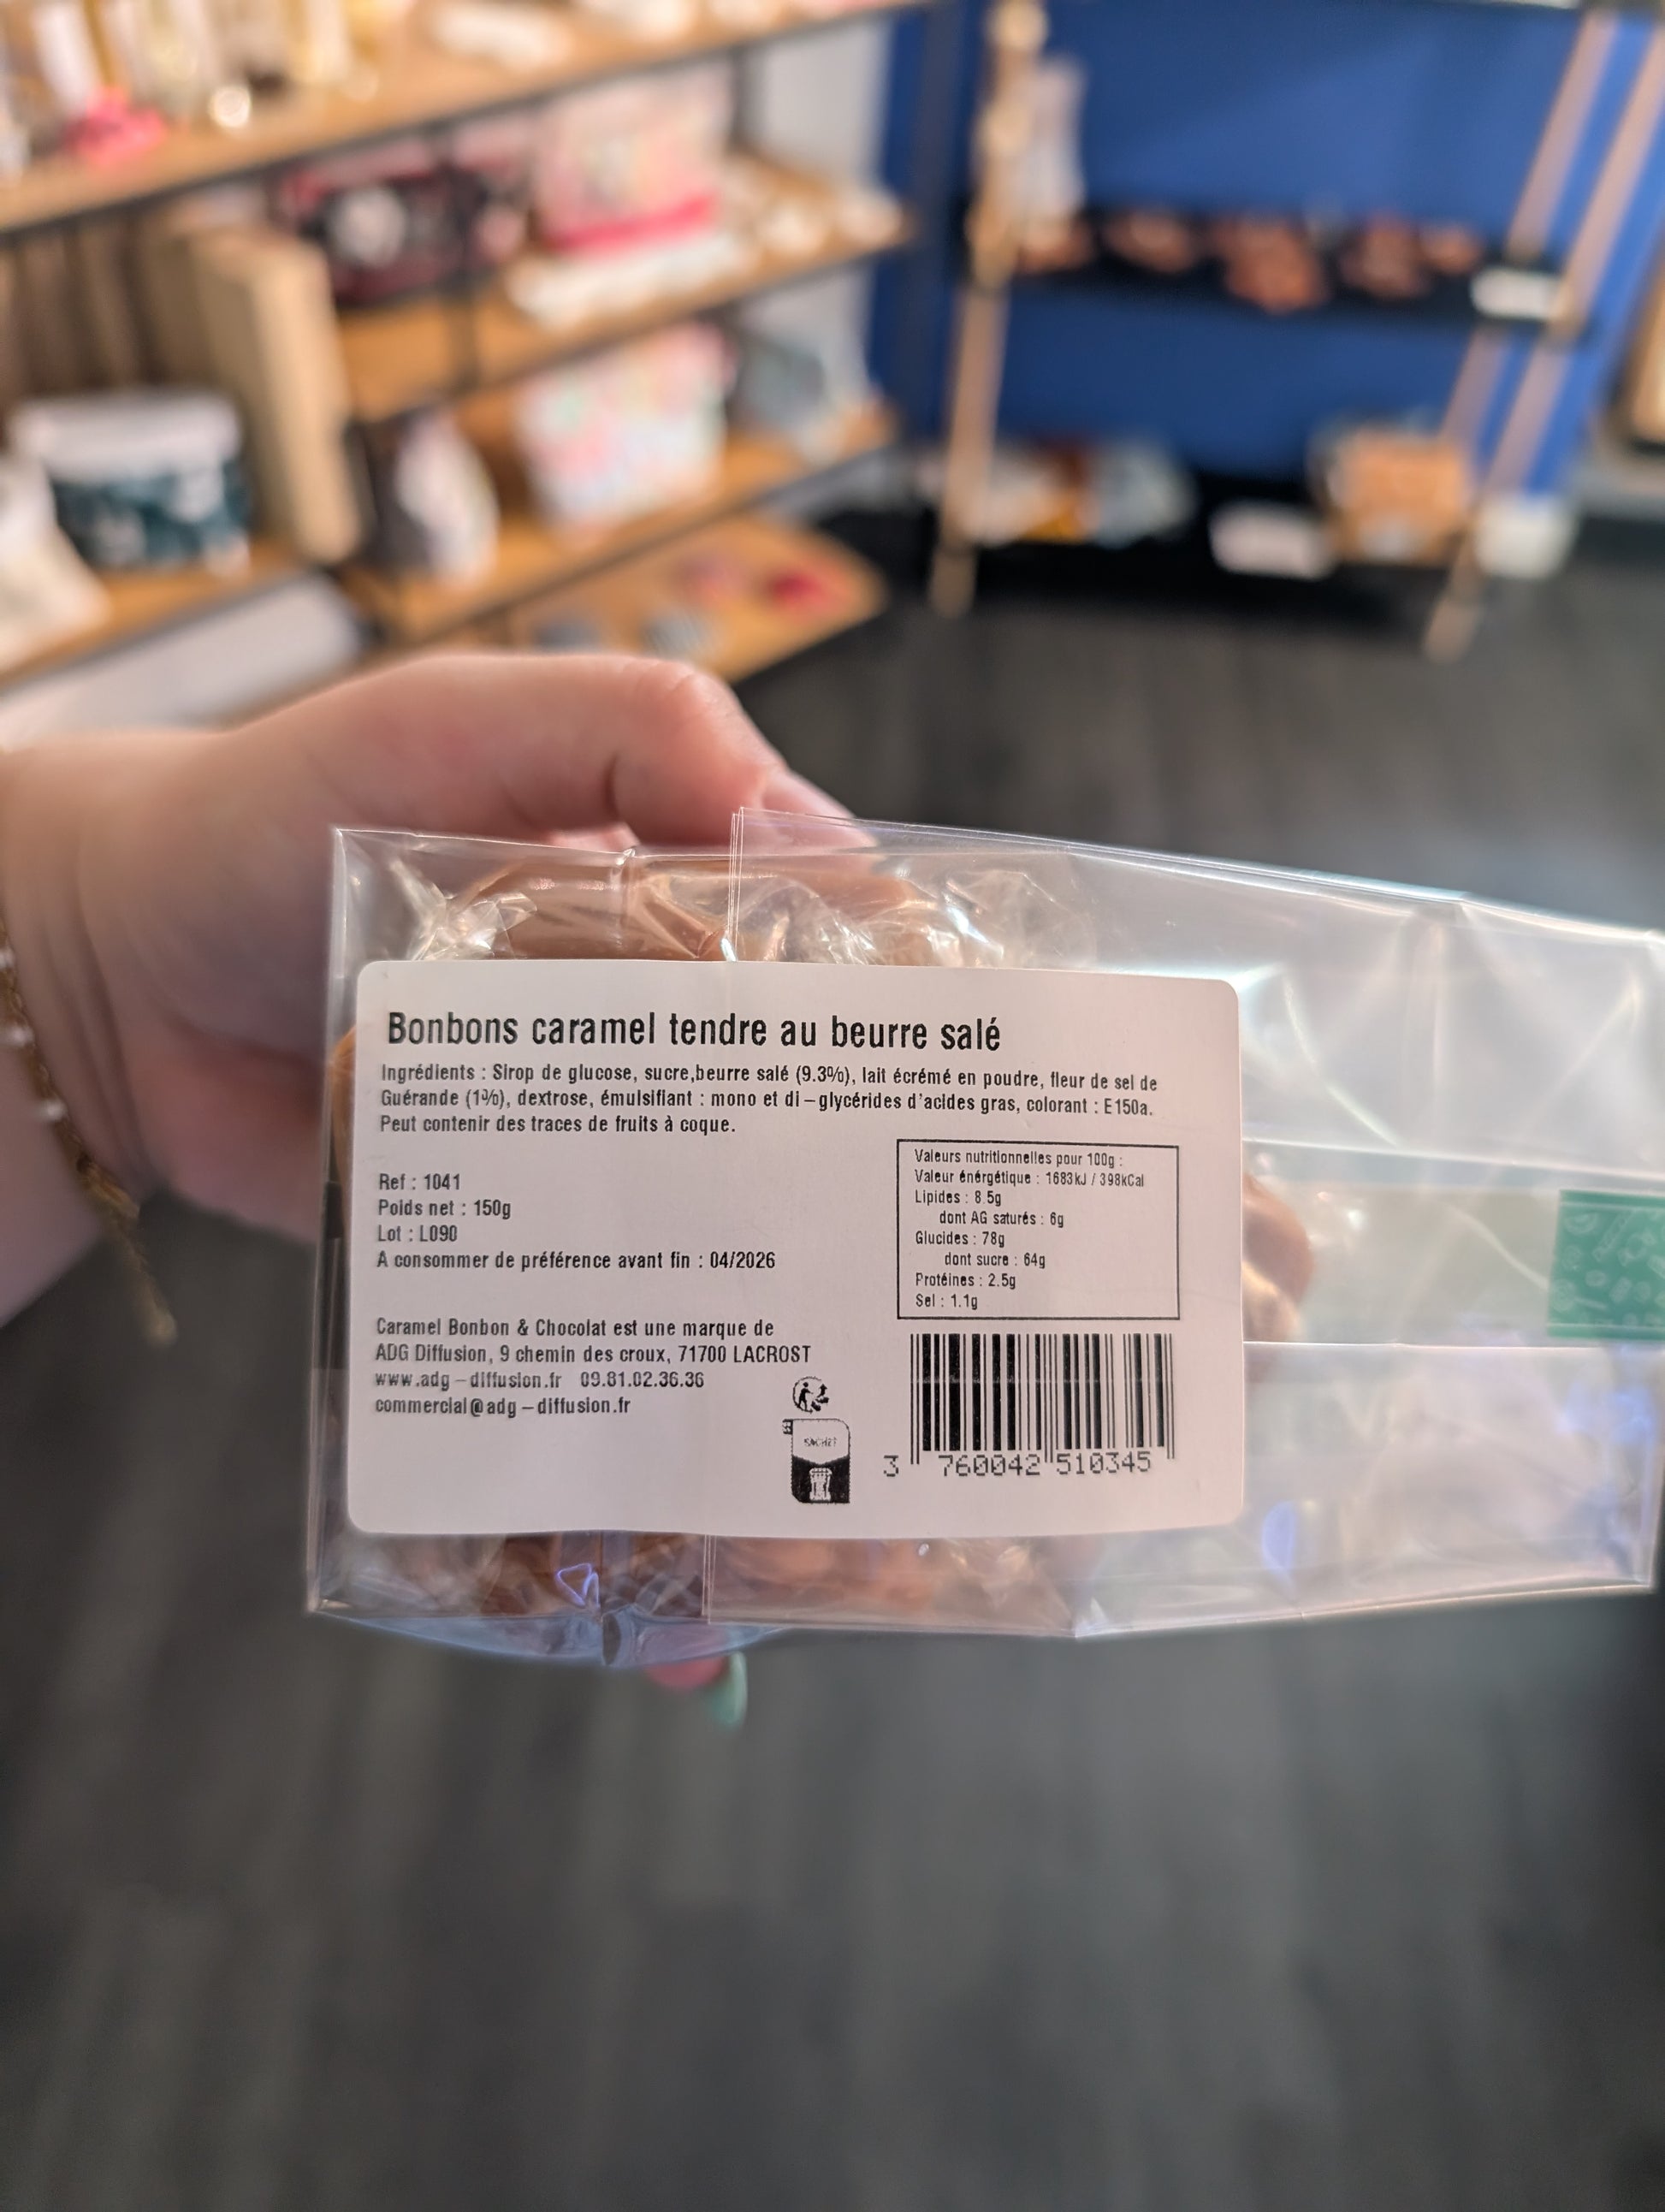 Bonbons caramel tendre au beurre salé
Ingrédients : Sirop de glucose, sucre,beurre salé (9.3%), lait écrémé en poudre, fleur de sel de
Guérande (1%), dextrose, émulsifiant : mono et di-glycérides d'acides gras, colorant : E150a.
Peut contenir des traces de fruits à coque.
Ref : 1041
Poids net : 150g
Lot : L090
A consommer de préférence avant fin : 04/2026
Caramel Bonbon & Chocolat est une marque de
ADG Diffusion, 9 chemin des croux, 71700 LACROST
www.adg-diffusion.fr 09.81.02.36.36
commercial@adg-diffusion.fr
Valeurs nutritionnelles pour 100g :
Valeur énérgétique : 1683kJ / 398kCal
Lipides : 8.5g
dont AG saturés : 6g
Glucides : 78g
dont sucre : 64g
Protéines : 2.5g
Sel : 1.1g
SACHET
3 760042 510345